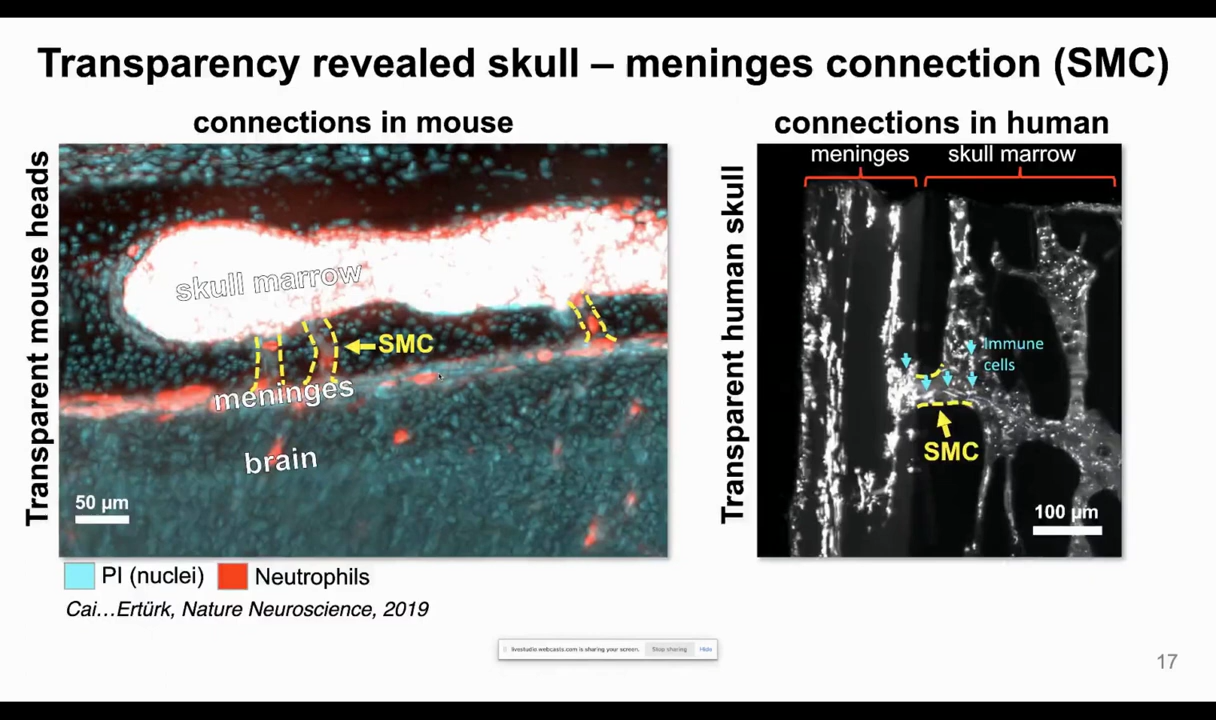 Transparency revealed skull – meninges connection (SMC)
connections in mouse
Transparent mouse heads
skull marrow
SMC
meninges
brain
50 µm
PI (nuclei)
Neutrophils
Cai…Ertürk, Nature Neuroscience, 2019
connections in human
Transparent human skull
meninges
skull marrow
Immune
cells
SMC
100 µm
livestudio.webcasts.com is sharing your screen.
Stop sharing
Hide
17